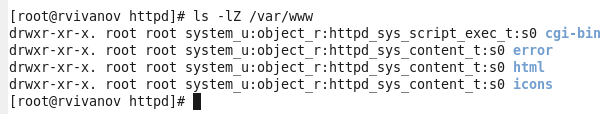 [root@rvivanov httpd]# ls -lZ /var/www
drwxr-xr-x. root root system_u:object_r:httpd_sys_script_exec_t:s0 cgi-bin
drwxr-xr-x. root root system_u:object_r:httpd_sys_content_t:s0 error
drwxr-xr-x. root root system_u:object_r:httpd_sys_content_t:s0 html
drwxr-xr-x. root root system_u:object_r:httpd_sys_content_t:s0 icons
[root@rvivanov httpd]#